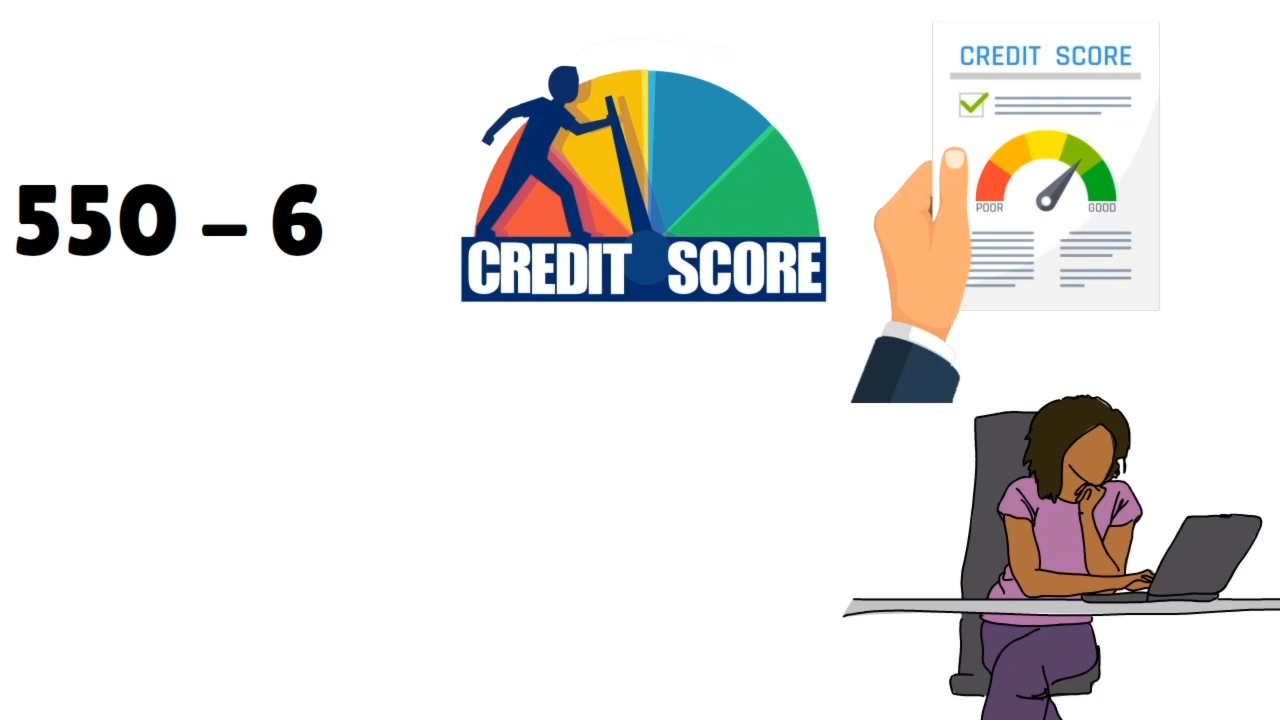 550 – 6
CREDIT SCORE
CREDIT SCORE
POOR GOOD